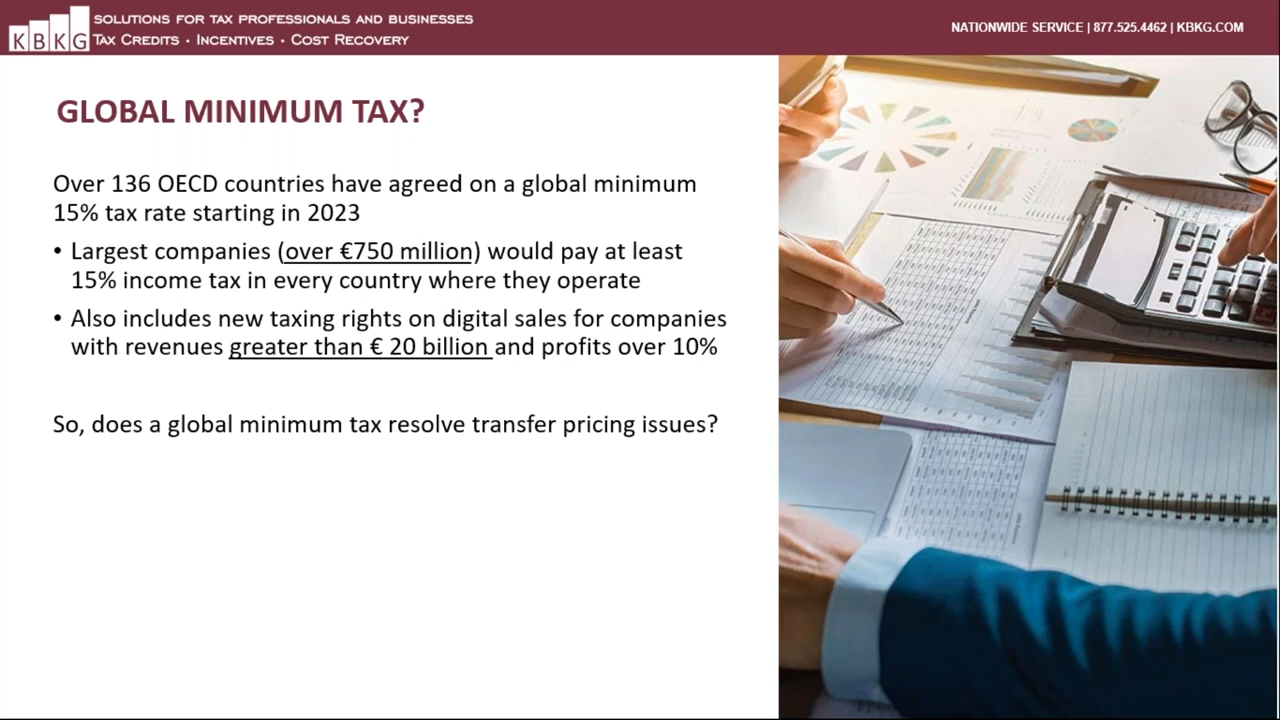 KBKG
SOLUTIONS FOR TAX PROFESSIONALS AND BUSINESSES
TAX CREDITS · INCENTIVES · COST RECOVERY
NATIONWIDE SERVICE | 877.525.4462 | KBKG.COM
GLOBAL MINIMUM TAX?
Over 136 OECD countries have agreed on a global minimum
15% tax rate starting in 2023
• Largest companies (over €750 million) would pay at least
15% income tax in every country where they operate
• Also includes new taxing rights on digital sales for companies
with revenues greater than € 20 billion and profits over 10%
So, does a global minimum tax resolve transfer pricing issues?